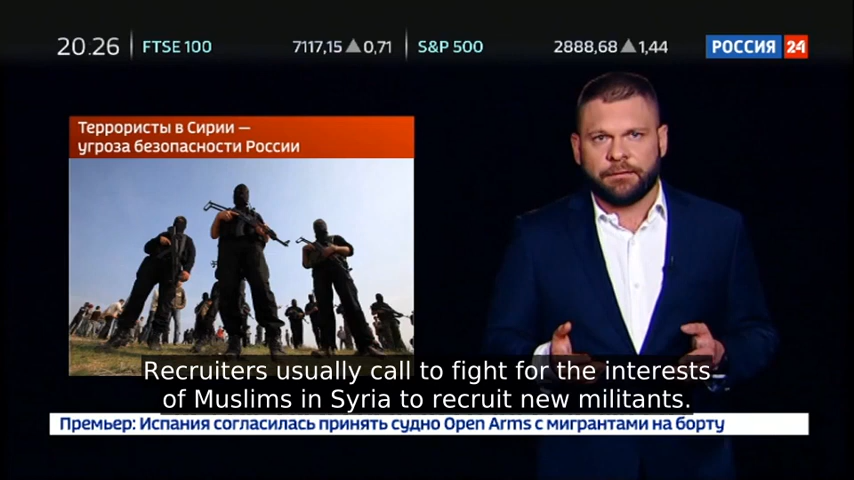 20.26 FTSE 100 7117,15▲0,71 S&P 500 2888,68▲1,44 РОССИЯ 24
Террористы в Сирии —
угроза безопасности России
Recruiters usually call to fight for the interests
of Muslims in Syria to recruit new militants.
Премьер: Испания согласилась принять судно Open Arms с мигрантами на борту